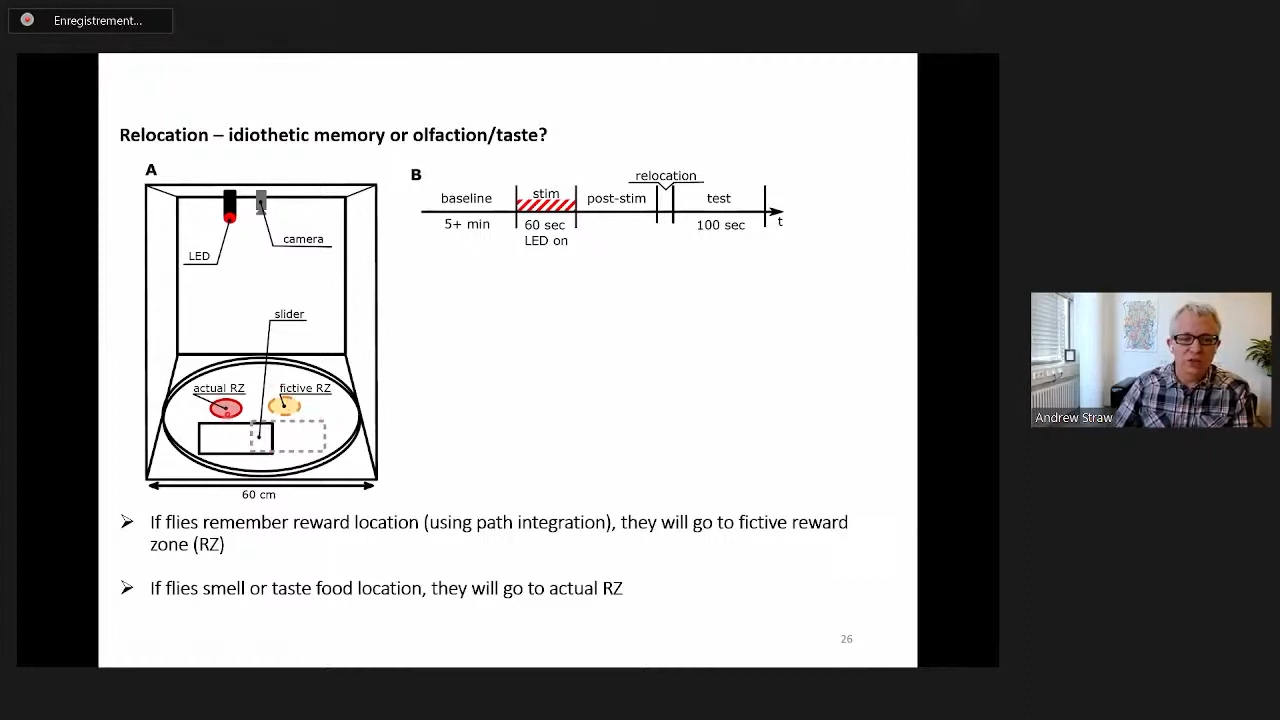 Enregistrement...
Relocation – idiothetic memory or olfaction/taste?
A
LED
camera
slider
actual RZ
fictive RZ
60 cm
B
relocation
baseline
stim
post-stim
test
5+ min
60 sec
LED on
100 sec
t
If flies remember reward location (using path integration), they will go to fictive reward
zone (RZ)
If flies smell or taste food location, they will go to actual RZ
26
Andrew Straw